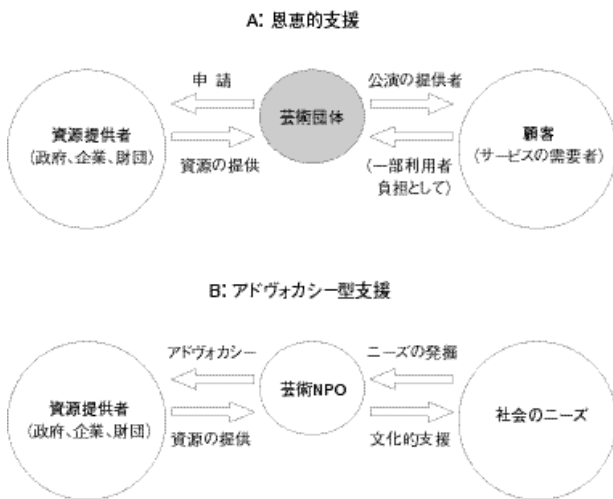 A: 恩恵的支援
申 請
公演の提供者
芸術団体
資源提供者
(政府、企業、財団)
顧客
(サービスの需要者)
資源の提供
(一部利用者
負担として)
B: アドヴォカシー型支援
アドヴォカシー
ニーズの発掘
芸術NPO
資源提供者
(政府、企業、財団)
社会のニーズ
資源の提供
文化的支援